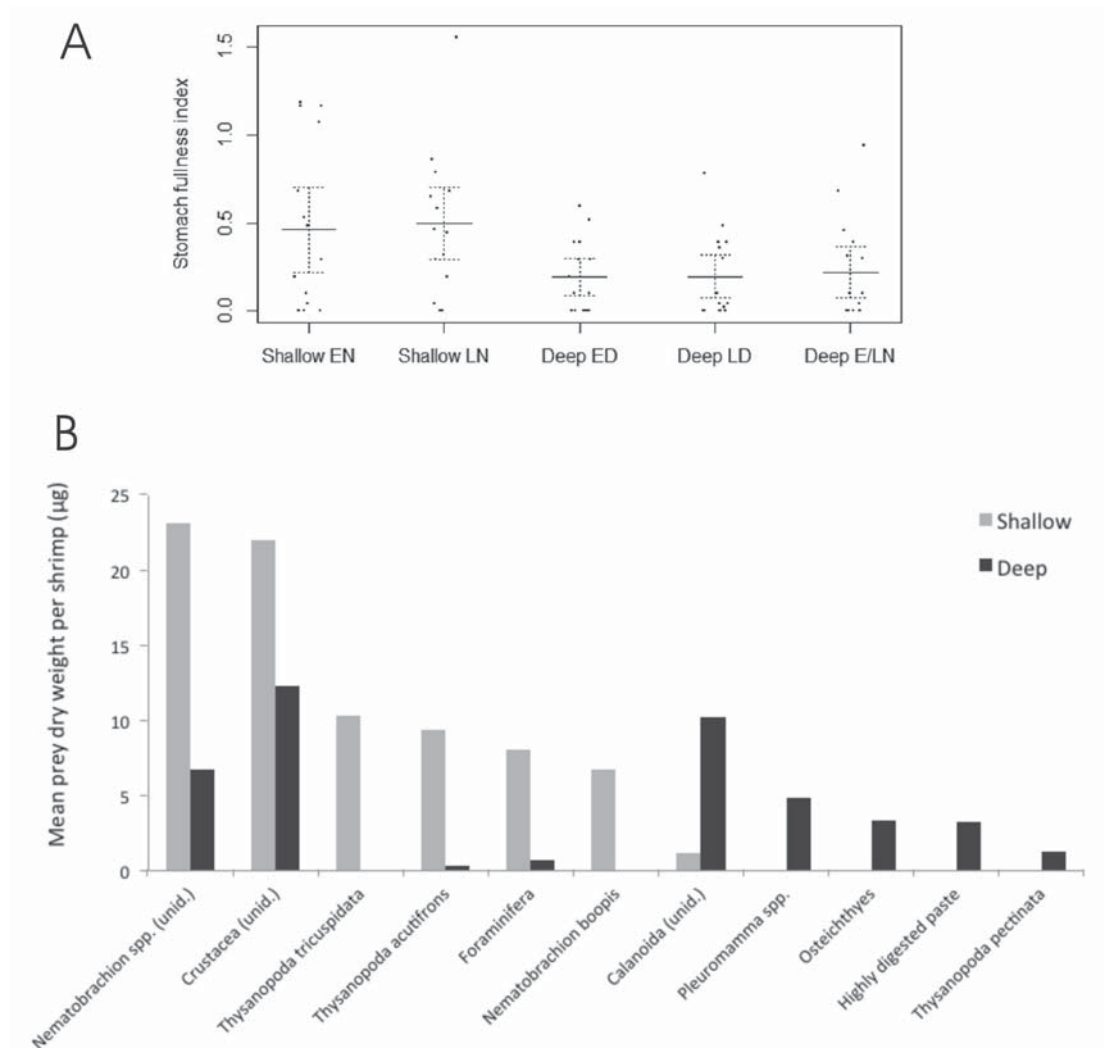 A
Stomach fullness index
1.5
1.0
0.5
0.0
Shallow EN
Shallow LN
Deep ED
Deep LD
Deep E/LN
B
Mean prey dry weight per shrimp (µg)
25
20
15
10
5
0
Shallow
Deep
Nematobrachion spp. (unid.)
Crustacea (unid.)
Thysanopoda tricuspidata
Thysanopoda acutifrons
Foraminifera
Nematobrachion boopis
Calanoida (unid.)
Pleuromamma spp.
Osteichthyes
Highly digested paste
Thysanopoda pectinata